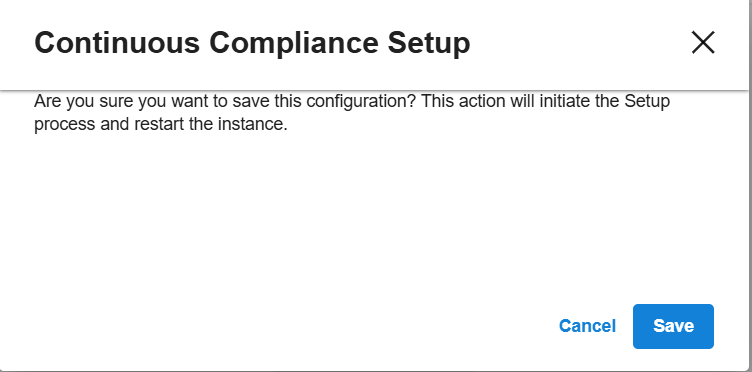 Continuous Compliance Setup
Are you sure you want to save this configuration? This action will initiate the Setup
process and restart the instance.
Cancel
Save